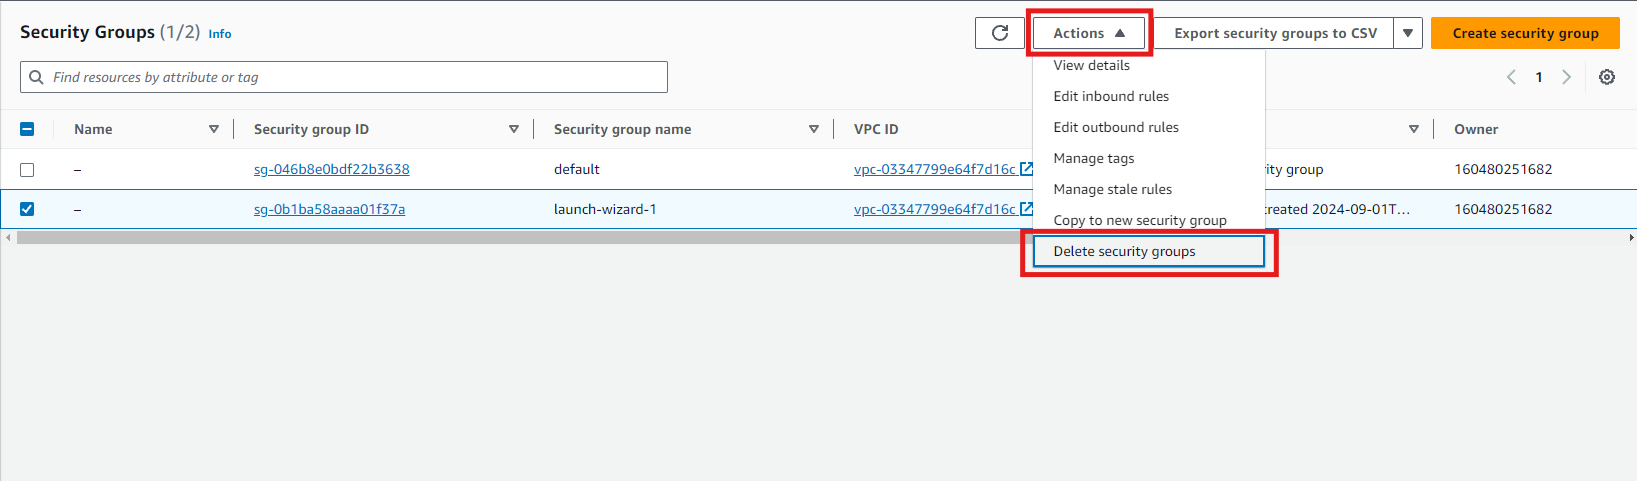 Security Groups (1/2) Info
Actions
Export security groups to CSV
Create security group
Find resources by attribute or tag
1
View details
Edit inbound rules
Edit outbound rules
Manage tags
Manage stale rules
Copy to new security group
Delete security groups
Name Security group ID Security group name VPC ID Owner
– sg-046b8e0bdf22b3638 default vpc-03347799e64f7d16c group 160480251682
– sg-0b1ba58aaaa01f37a launch-wizard-1 vpc-03347799e64f7d16c created 2024-09-01T... 160480251682